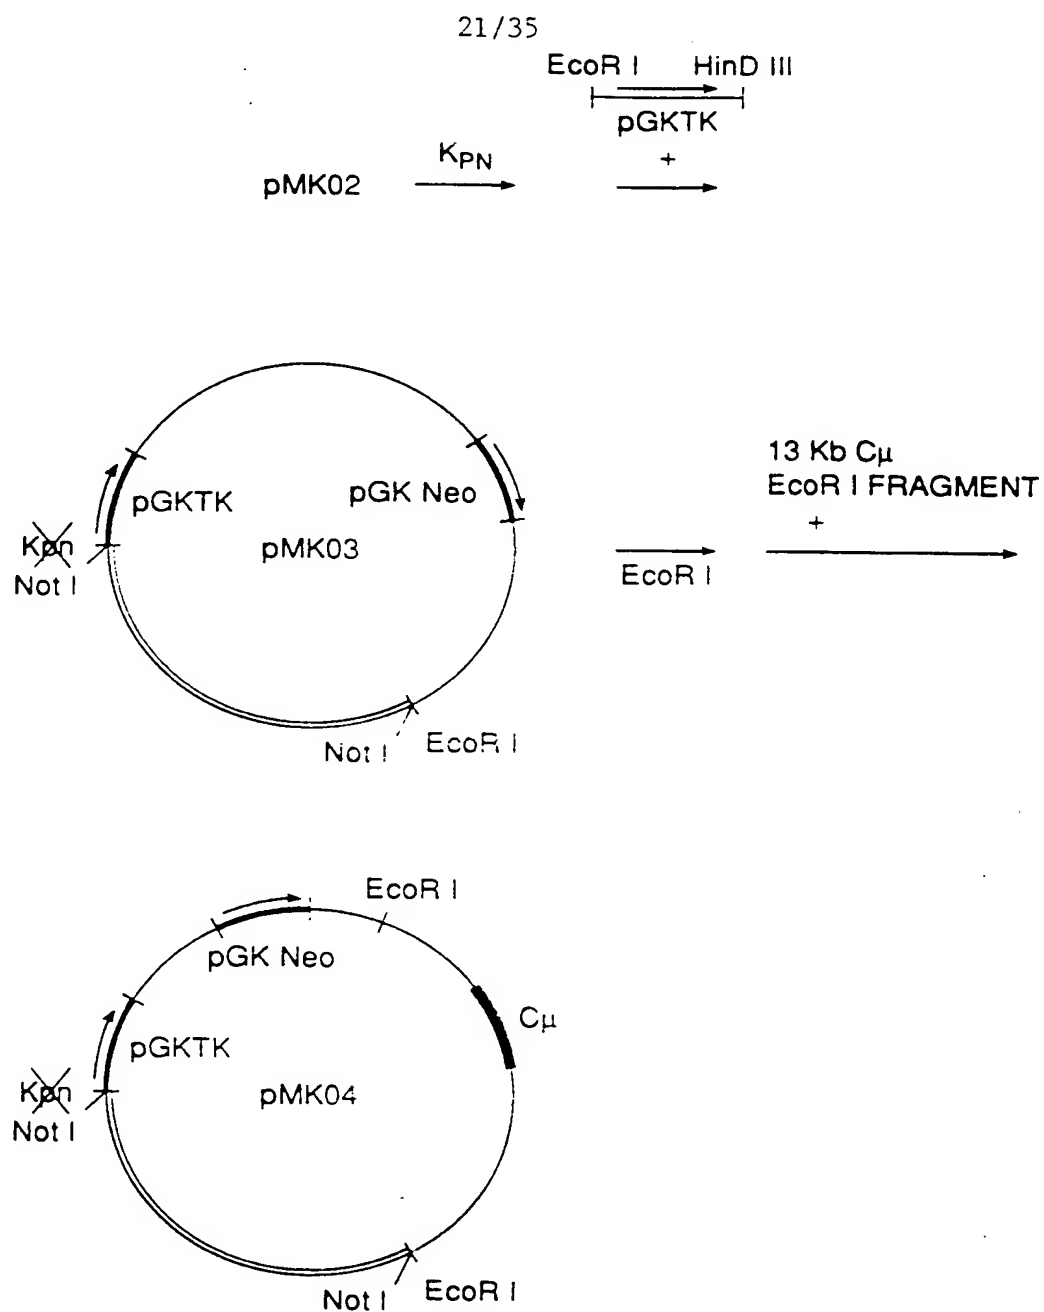 21/35
EcoR I HinD III
pGKTK
+
pMK02 KPN
pGKTK
pGK Neo
pMK03
Kpn
Not I
Not I
EcoR I
EcoR I
13 Kb Cµ
EcoR I FRAGMENT
+
EcoR I
pGK Neo
Cµ
pGKTK
pMK04
Kpn
Not I
Not I
EcoR I